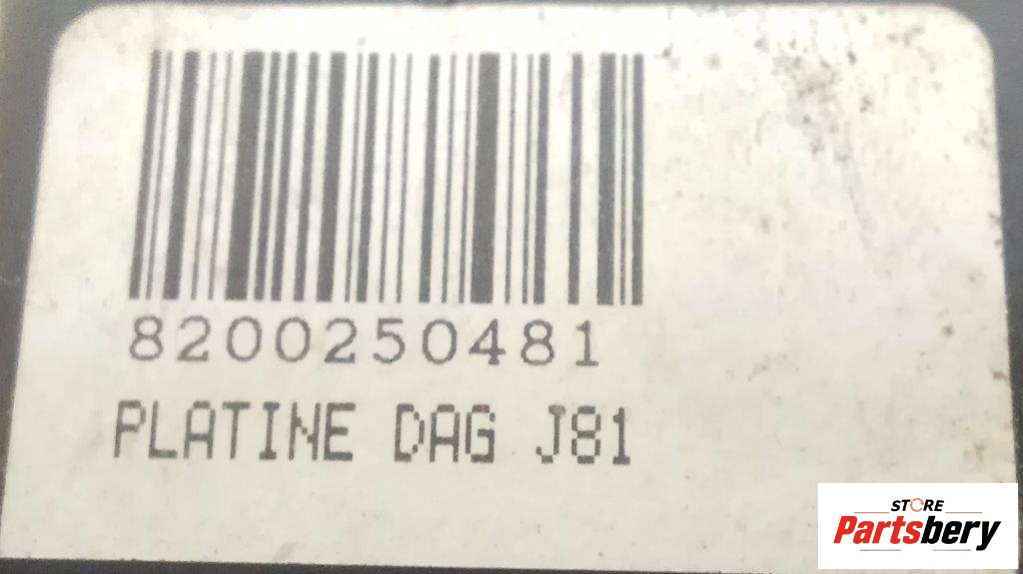 8200250481
PLATINE DAG J81
STORE
Partsbery